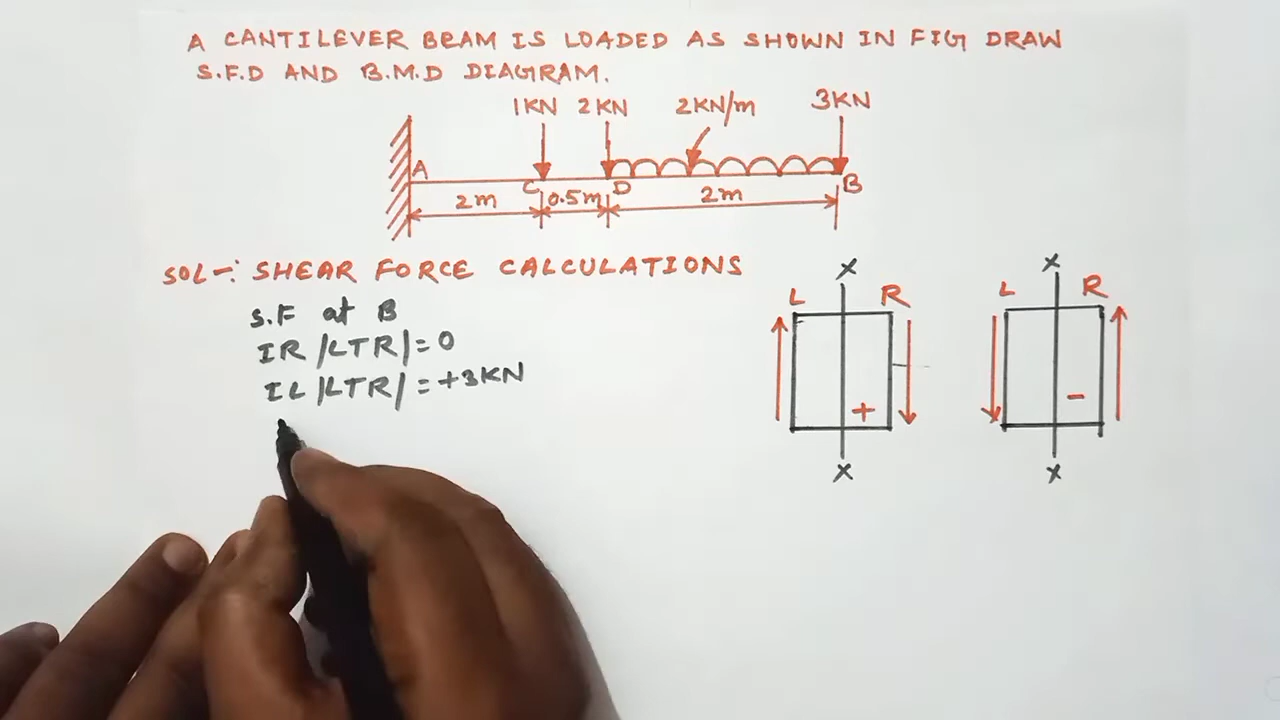 A CANTILEVER BEAM IS LOADED AS SHOWN IN FIG DRAW
S.F.D AND B.M.D DIAGRAM.
1KN 2KN 2KN/m 3KN
A C D B
2m 0.5m 2m
SOL-: SHEAR FORCE CALCULATIONS
S.F at B
IR /LTR/ = 0
IL /LTR/ = +3KN
X X
L R L R
+ -
X X